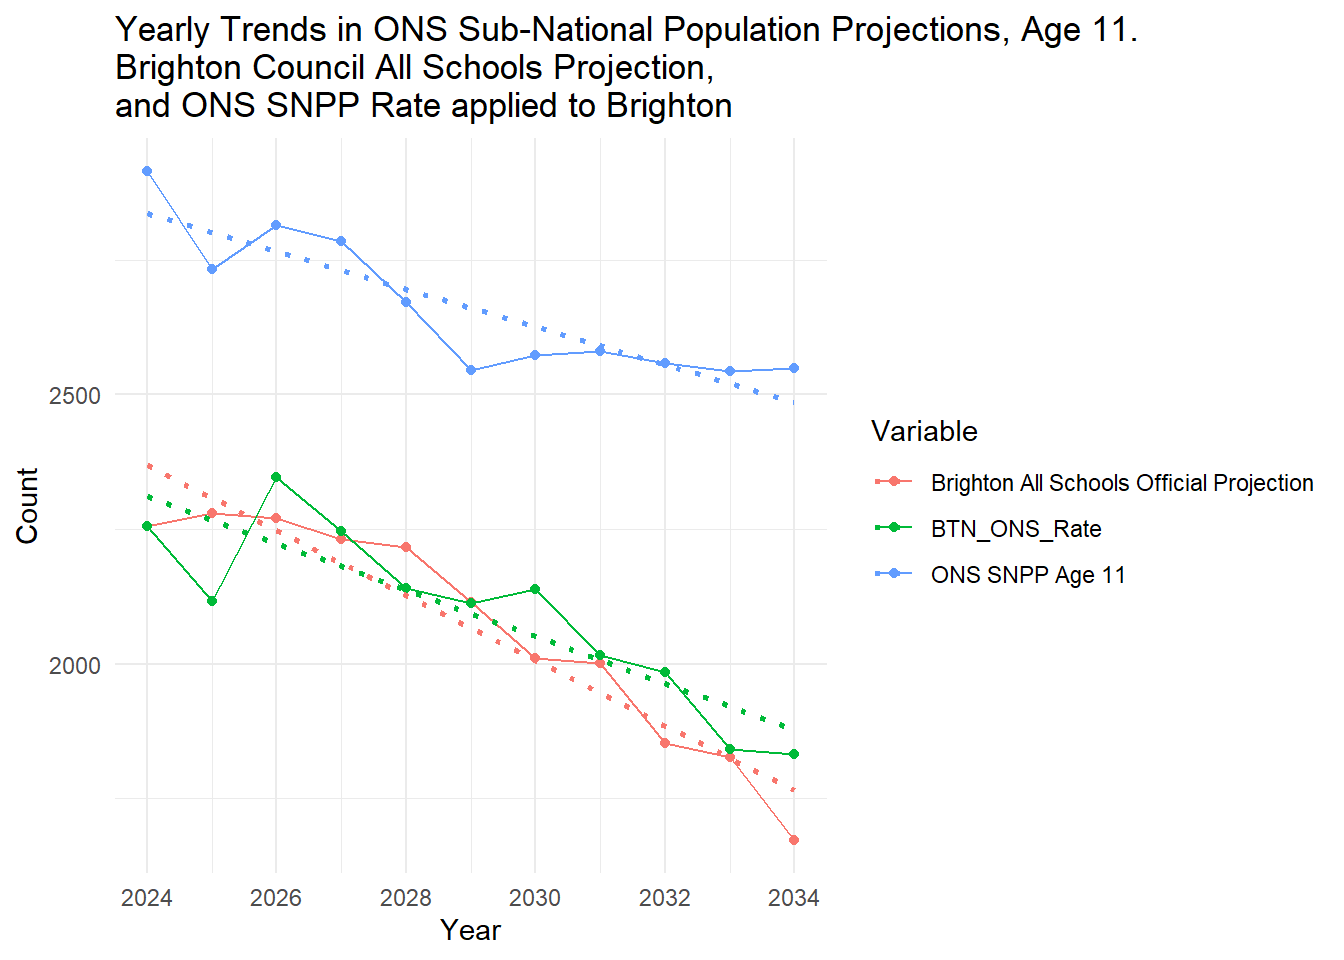 Yearly Trends in ONS Sub-National Population Projections, Age 11.
Brighton Council All Schools Projection,
and ONS SNPP Rate applied to Brighton
Count
2500
2000
2024 2026 2028 2030 2032 2034
Year
Variable
Brighton All Schools Official Projection
BTN_ONS_Rate
ONS SNPP Age 11